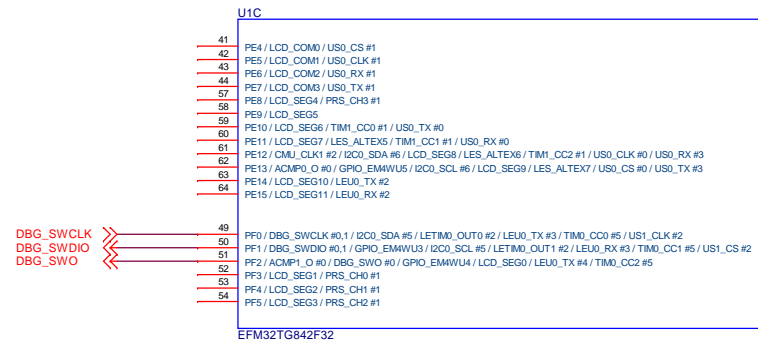 U1C
41 PE4 / LCD_COM0 / US0_CS #1
42 PE5 / LCD_COM1 / US0_CLK #1
43 PE6 / LCD_COM2 / US0_RX #1
44 PE7 / LCD_COM3 / US0_TX #1
57 PE8 / LCD_SEG4 / PRS_CH3 #1
58 PE9 / LCD_SEG5
59 PE10 / LCD_SEG6 / TIM1_CC0 #1 / US0_TX #0
60 PE11 / LCD_SEG7 / LES_ALTEX5 / TIM1_CC1 #1 / US0_RX #0
61 PE12 / CMU_CLK1 #2 / I2C0_SDA #6 / LCD_SEG8 / LES_ALTEX6 / TIM1_CC2 #1 / US0_CLK #0 / US0_RX #3
62 PE13 / ACMP0_O #0 / GPIO_EM4WU5 / I2C0_SCL #6 / LCD_SEG9 / LES_ALTEX7 / US0_CS #0 / US0_TX #3
63 PE14 / LCD_SEG10 / LEU0_TX #2
64 PE15 / LCD_SEG11 / LEU0_RX #2
DBG_SWCLK 49 PF0 / DBG_SWCLK #0,1 / I2C0_SDA #5 / LETIM0_OUT0 #2 / LEU0_TX #3 / TIM0_CC0 #5 / US1_CLK #2
DBG_SWDIO 50 PF1 / DBG_SWDIO #0,1 / GPIO_EM4WU3 / I2C0_SCL #5 / LETIM0_OUT1 #2 / LEU0_RX #3 / TIM0_CC1 #5 / US1_CS #2
DBG_SWO 51 PF2 / ACMP1_O #0 / DBG_SWO #0 / GPIO_EM4WU4 / LCD_SEG0 / LEU0_TX #4 / TIM0_CC2 #5
52 PF3 / LCD_SEG1 / PRS_CH0 #1
53 PF4 / LCD_SEG2 / PRS_CH1 #1
54 PF5 / LCD_SEG3 / PRS_CH2 #1
EFM32TG842F32